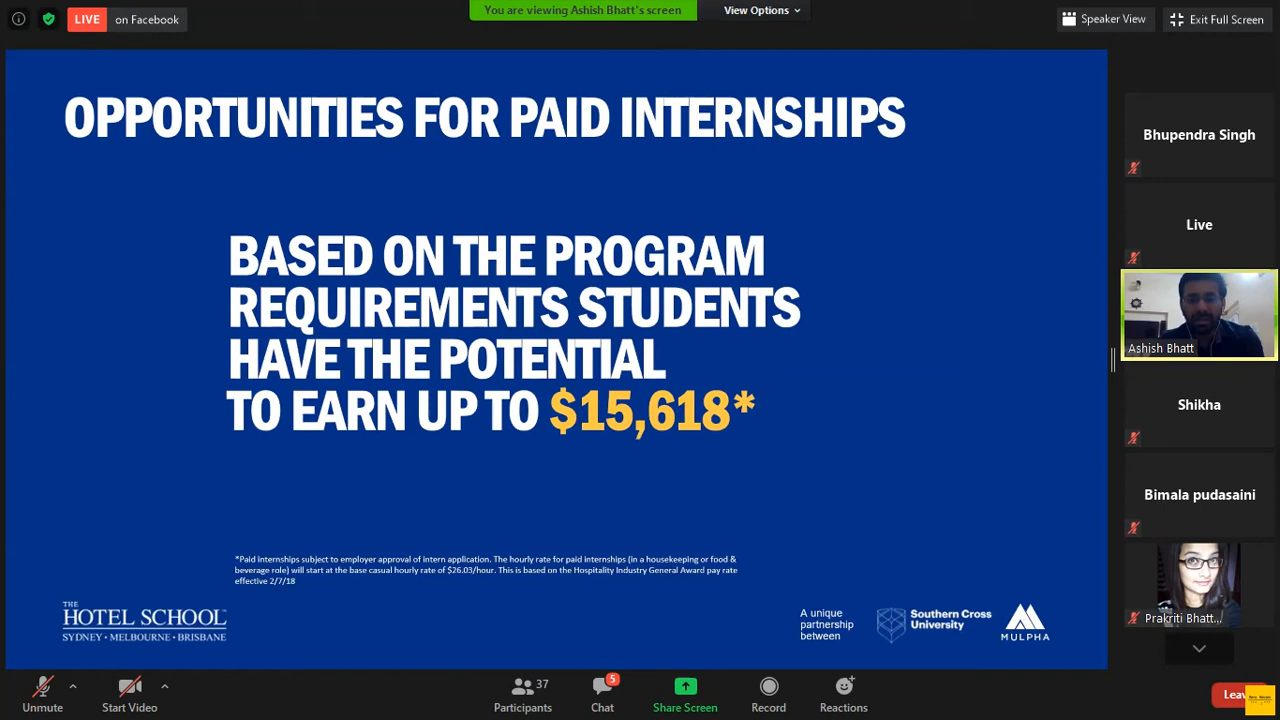 LIVE on Facebook
You are viewing Ashish Bhatt's screen
View Options
Speaker View
Exit Full Screen
OPPORTUNITIES FOR PAID INTERNSHIPS
BASED ON THE PROGRAM
REQUIREMENTS STUDENTS
HAVE THE POTENTIAL
TO EARN UP TO $15,618*
*Paid internships subject to employer approval of intern application. The hourly rate for paid internships (in a housekeeping or food &
beverage role) will start at the base casual hourly rate of $26.03/hour. This is based on the Hospitality Industry General Award pay rate
effective 2/7/18
THE
HOTEL SCHOOL™
SYDNEY • MELBOURNE • BRISBANE
A unique
partnership
between
Southern Cross
University
MULPHA
Bhupendra Singh
Live
Ashish Bhatt
Shikha
Bimala pudasaini
Prakriti Bhatt...
Unmute
Start Video
37
Participants
5
Chat
Share Screen
Record
Reactions
Leav